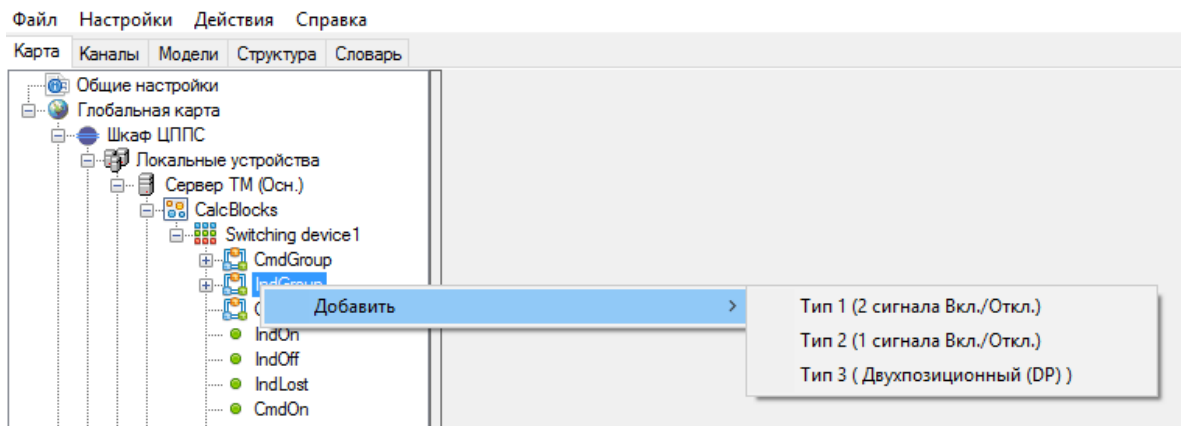 Файл Настройки Действия Справка
Карта Каналы Модели Структура Словарь
Общие настройки
Глобальная карта
Шкаф ЦППС
Локальные устройства
Сервер ТМ (Осн.)
CalcBlocks
Switching device1
CmdGroup
IndGroup
Добавить
Тип 1 (2 сигнала Вкл./Откл.)
Тип 2 (1 сигнала Вкл./Откл.)
Тип 3 ( Двухпозиционный (DP) )
IndOn
IndOff
IndLost
CmdOn